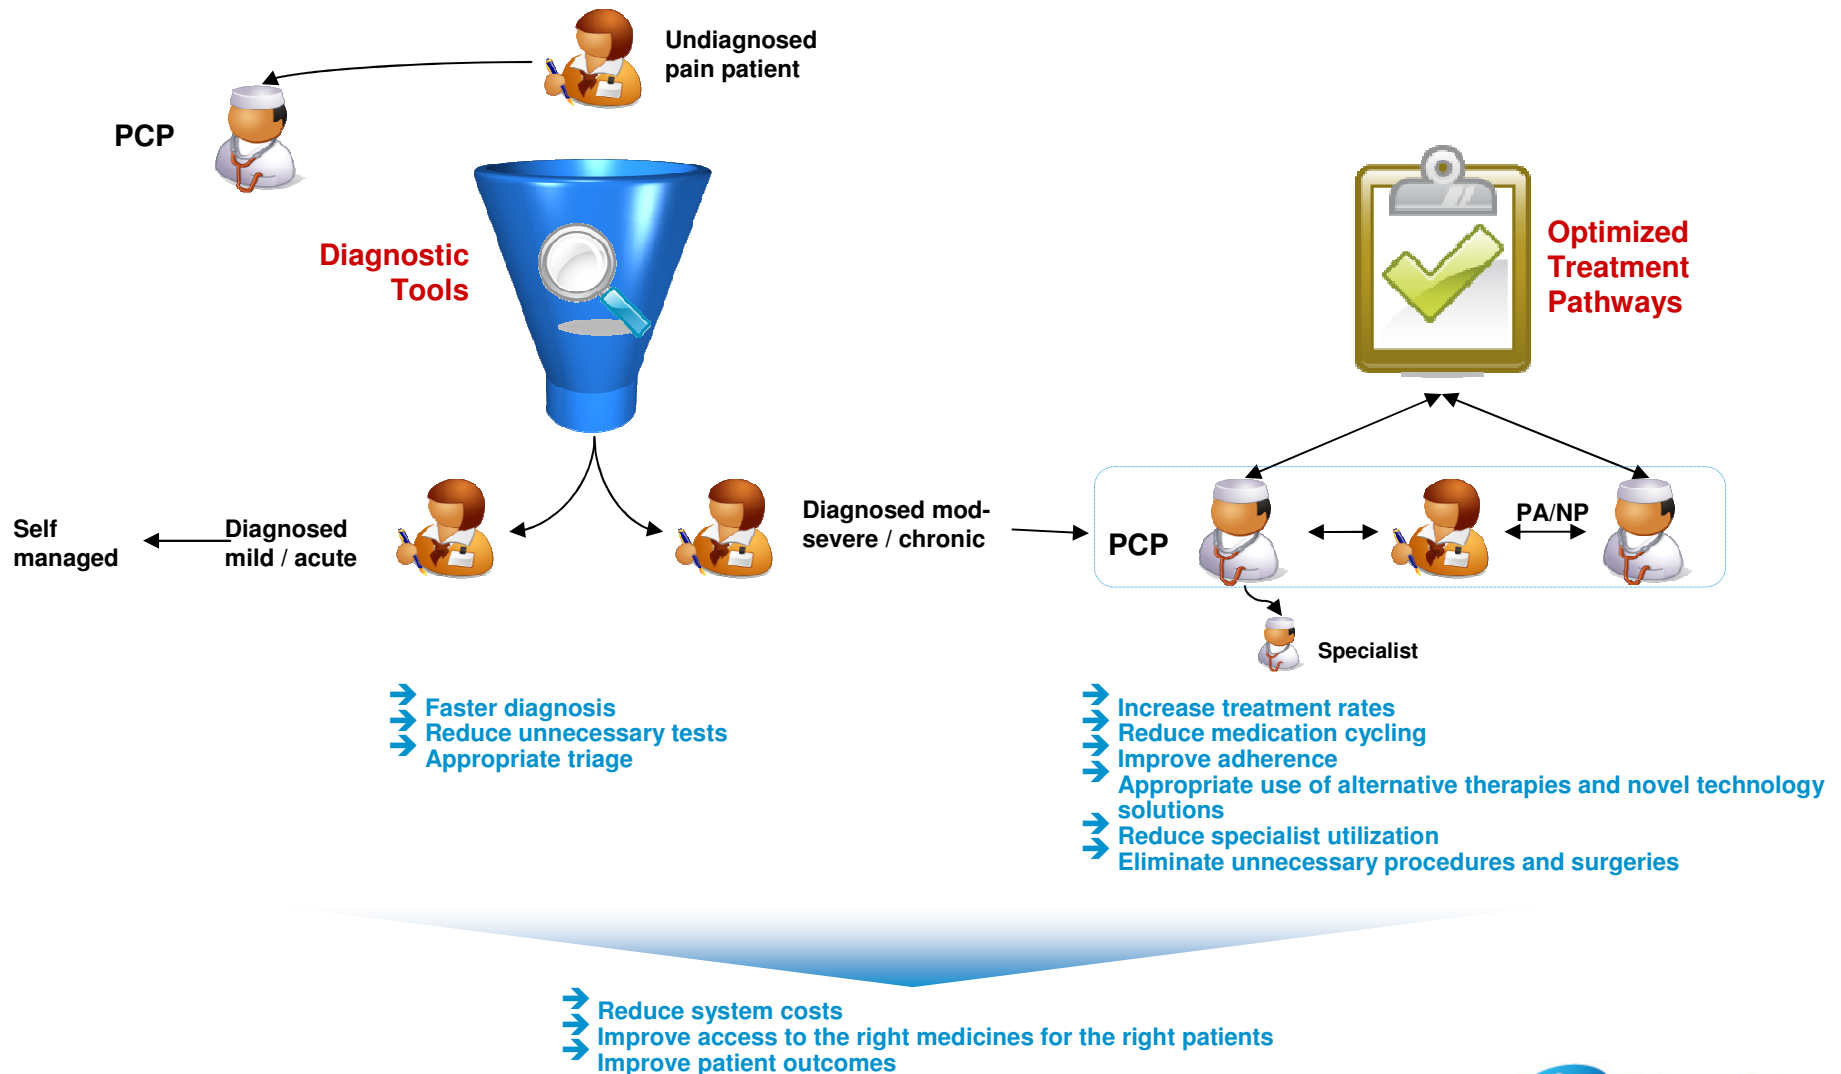 Undiagnosed
pain patient
PCP
Diagnostic
Tools
Optimized
Treatment
Pathways
Self
managed
Diagnosed
mild / acute
Diagnosed mod-
severe / chronic
PCP
PA/NP
Specialist
➔ Faster diagnosis
➔ Reduce unnecessary tests
➔ Appropriate triage
➔ Increase treatment rates
➔ Reduce medication cycling
➔ Improve adherence
➔ Appropriate use of alternative therapies and novel technology
solutions
➔ Reduce specialist utilization
➔ Eliminate unnecessary procedures and surgeries
➔ Reduce system costs
➔ Improve access to the right medicines for the right patients
➔ Improve patient outcomes